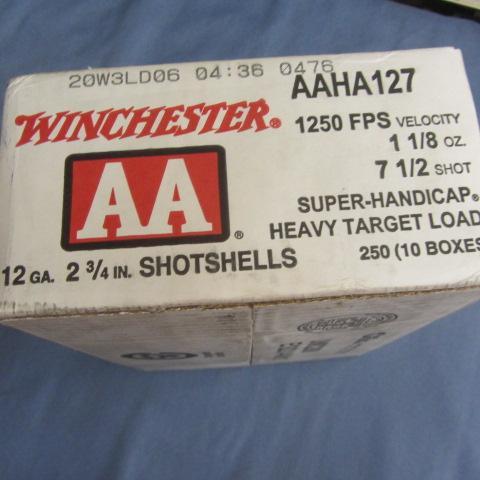 20W3LD06 04:36 0476
AAHA127
WINCHESTER®
1250 FPS VELOCITY
1 1/8 OZ.
7 1/2 SHOT
AA®
SUPER-HANDICAP®
HEAVY TARGET LOAD
12 GA. 2 3/4 IN. SHOTSHELLS
250 (10 BOXES